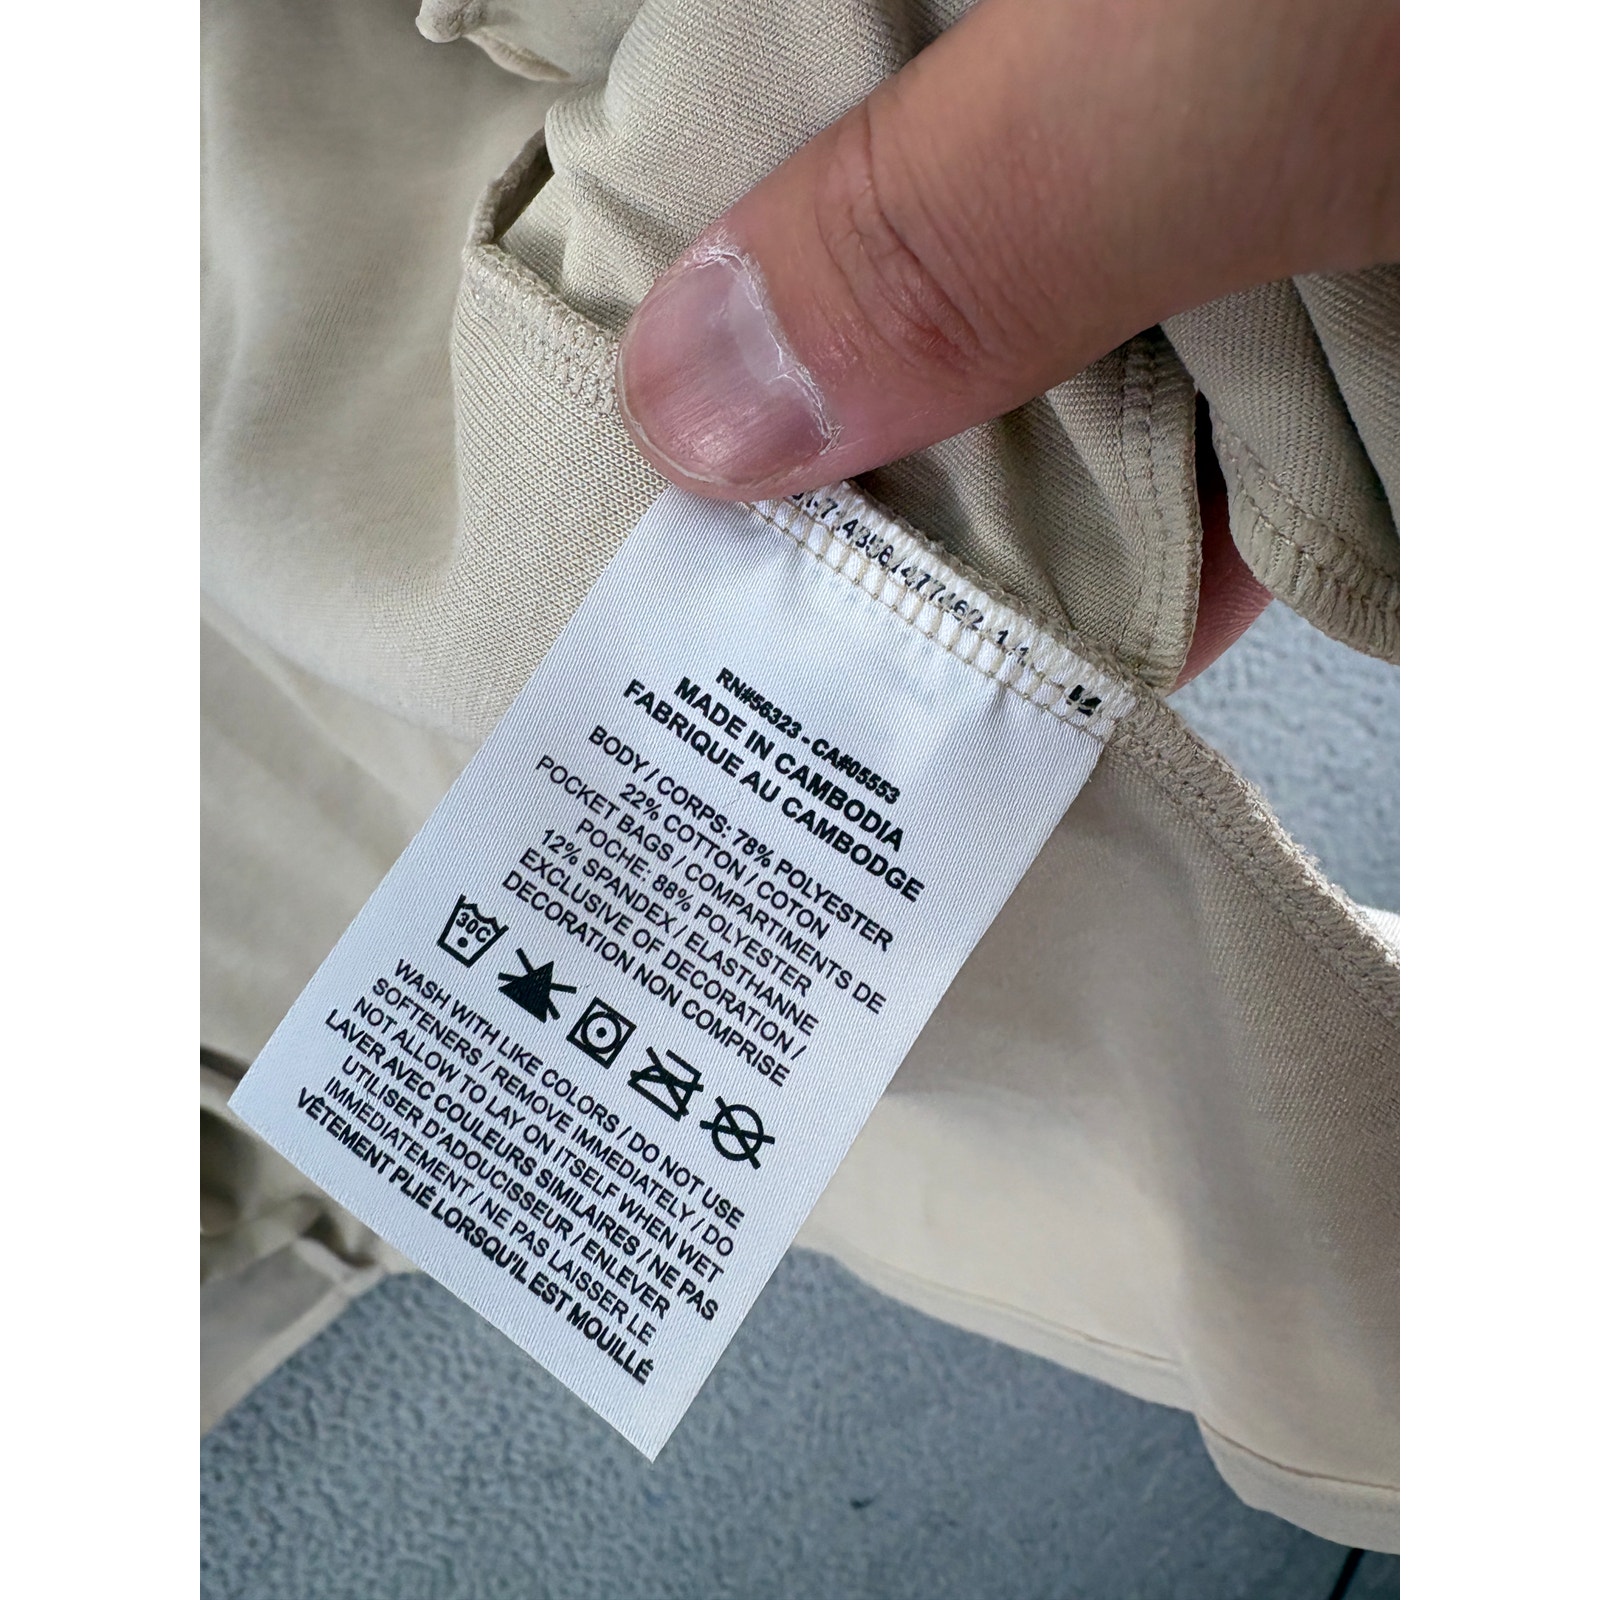 RN#56323 - CA#05553
MADE IN CAMBODIA
FABRIQUE AU CAMBODGE
BODY / CORPS: 78% POLYESTER
22% COTTON / COTON
POCKET BAGS / COMPARTIMENTS DE
POCHE: 88% POLYESTER
12% SPANDEX / ELASTHANNE
EXCLUSIVE OF DECORATION /
DECORATION NON COMPRISE
30C
WASH WITH LIKE COLORS / DO NOT USE
SOFTENERS / REMOVE IMMEDIATELY / DO
NOT ALLOW TO LAY ON ITSELF WHEN WET
LAVER AVEC COULEURS SIMILAIRES / NE PAS
UTILISER D'ADOUCISSEUR / ENLEVER
IMMEDIATEMENT / NE PAS LAISSER LE
VÊTEMENT PLIÉ LORSQU'IL EST MOUILLÉ